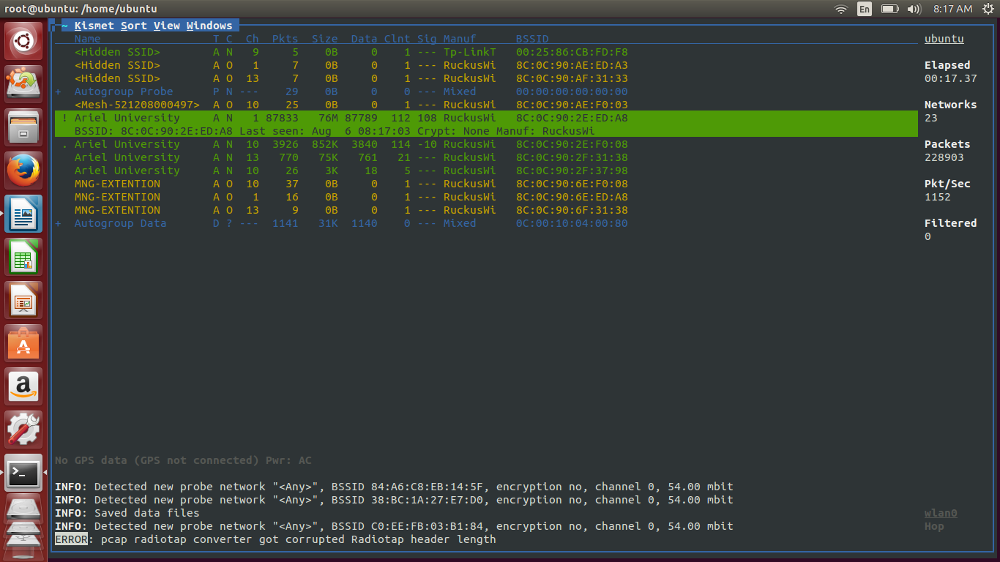 root@ubuntu: /home/ubuntu
En
8:17 AM
~ Kismet Sort View Windows
Name T C Ch Pkts Size Data Clnt Sig Manuf BSSID
<Hidden SSID> A N 9 5 0B 0 1 --- Tp-LinkT 00:25:86:CB:FD:F8
<Hidden SSID> A O 1 7 0B 0 1 --- RuckusWi 8C:0C:90:AE:ED:A3
<Hidden SSID> A O 13 7 0B 0 1 --- RuckusWi 8C:0C:90:AF:31:33
+ Autogroup Probe P N --- 29 0B 0 0 --- Mixed 00:00:00:00:00:00
<Mesh-521208000497> A O 10 25 0B 0 1 --- RuckusWi 8C:0C:90:AE:F0:03
! Ariel University A N 1 87833 76M 87789 112 108 RuckusWi 8C:0C:90:2E:ED:A8
BSSID: 8C:0C:90:2E:ED:A8 Last seen: Aug 6 08:17:03 Crypt: None Manuf: RuckusWi
. Ariel University A N 10 3926 852K 3840 114 -10 RuckusWi 8C:0C:90:2E:F0:08
Ariel University A N 13 770 75K 761 21 --- RuckusWi 8C:0C:90:2F:31:38
Ariel University A N 10 26 3K 18 5 --- RuckusWi 8C:0C:90:2F:37:98
MNG-EXTENTION A O 10 37 0B 0 1 --- RuckusWi 8C:0C:90:6E:F0:08
MNG-EXTENTION A O 1 16 0B 0 1 --- RuckusWi 8C:0C:90:6E:ED:A8
MNG-EXTENTION A O 13 9 0B 0 1 --- RuckusWi 8C:0C:90:6F:31:38
+ Autogroup Data D ? --- 1141 31K 1140 0 --- Mixed 0C:00:10:04:00:80
ubuntu
Elapsed
00:17.37
Networks
23
Packets
228903
Pkt/Sec
1152
Filtered
0
No GPS data (GPS not connected) Pwr: AC
INFO: Detected new probe network "<Any>", BSSID 84:A6:C8:EB:14:5F, encryption no, channel 0, 54.00 mbit
INFO: Detected new probe network "<Any>", BSSID 38:BC:1A:27:E7:D0, encryption no, channel 0, 54.00 mbit
INFO: Saved data files
INFO: Detected new probe network "<Any>", BSSID C0:EE:FB:03:B1:84, encryption no, channel 0, 54.00 mbit
ERROR: pcap radiotap converter got corrupted Radiotap header length
wlan0
Hop